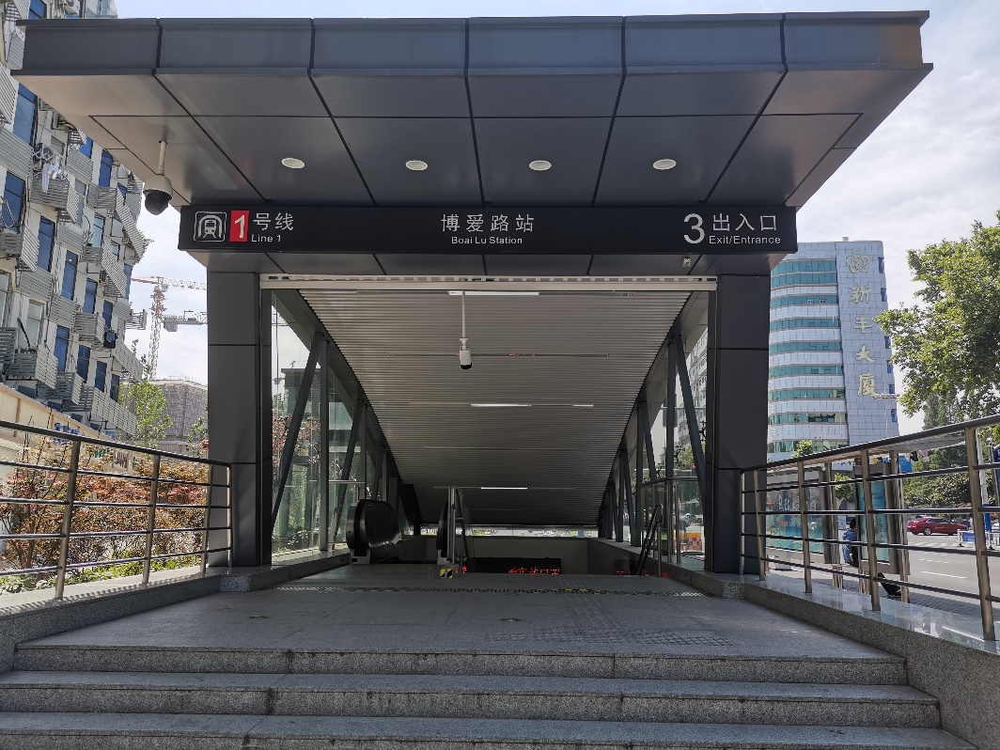 1号线
Line 1
博爱路站
Boai Lu Station
3 出入口
Exit/Entrance
新丰大厦